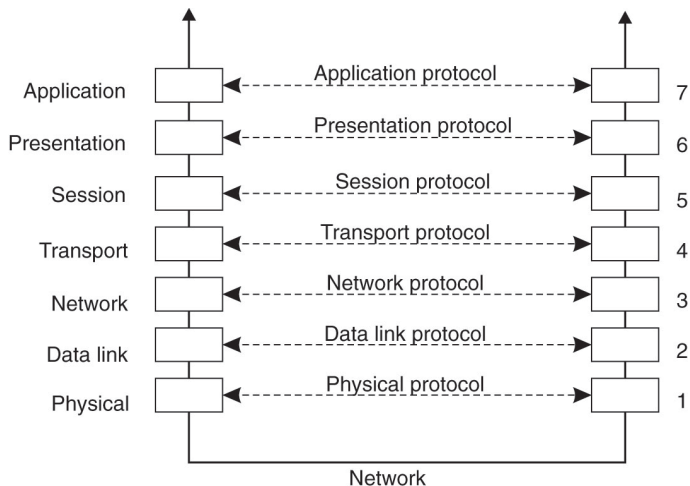 Application Application protocol 7
Presentation Presentation protocol 6
Session Session protocol 5
Transport Transport protocol 4
Network Network protocol 3
Data link Data link protocol 2
Physical Physical protocol 1
Network